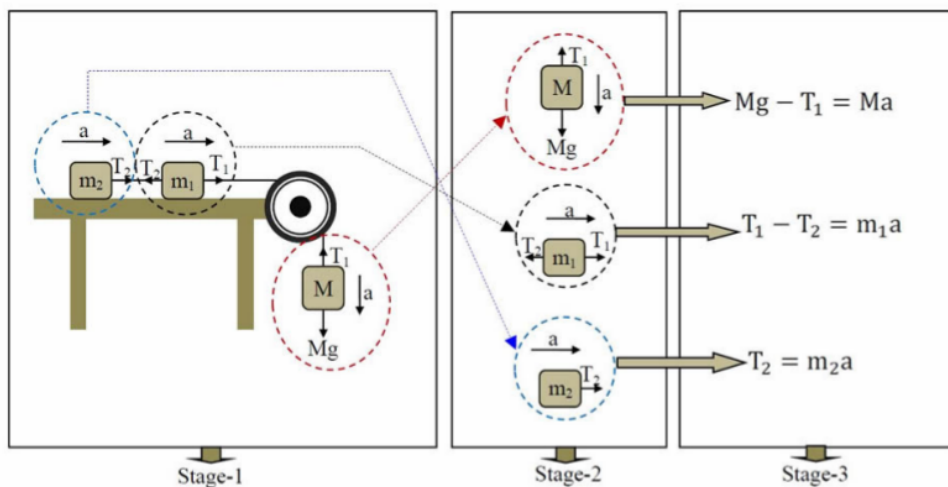 a
a
T₂
T₂
T₁
m₂
m₁
T₁
M
a
Mg
Stage-1
T₁
M
a
Mg
a
T₂
T₁
m₁
a
T₂
m₂
Stage-2
Mg − T₁ = Ma
T₁ − T₂ = m₁a
T₂ = m₂a
Stage-3